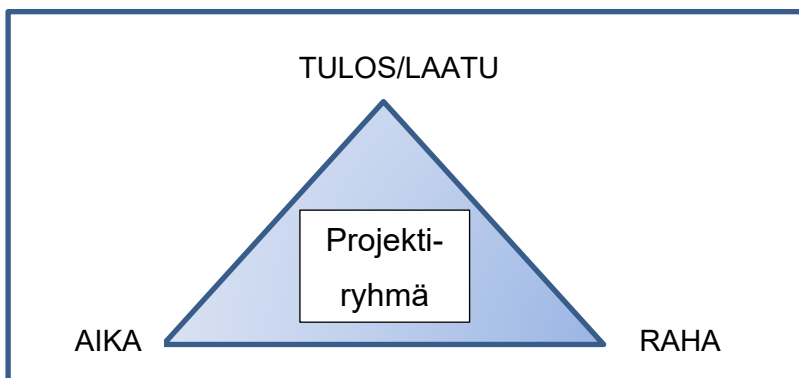 TULOS/LAATU
Projekti-
ryhmä
AIKA
RAHA